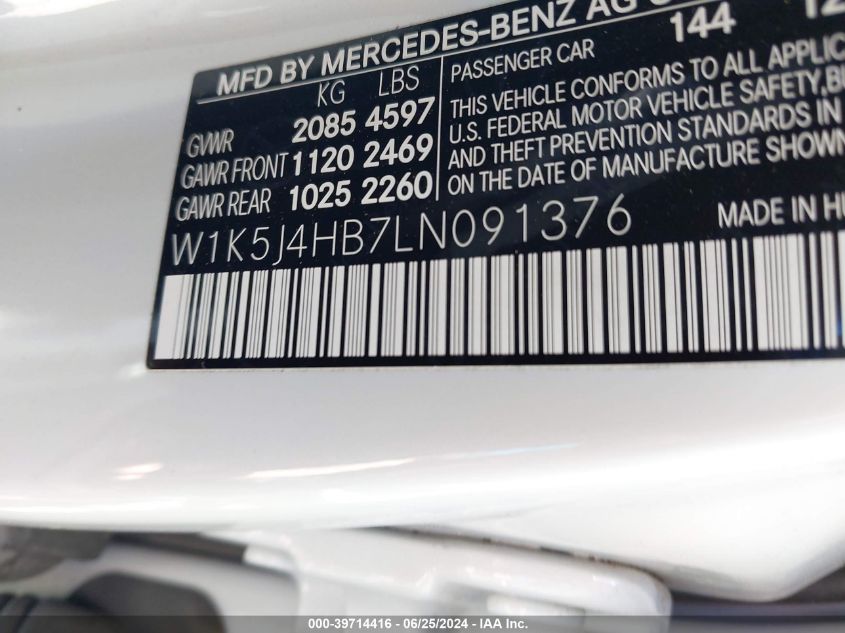 MFD BY MERCEDES-BENZ AG
144
KG LBS
PASSENGER CAR
GVWR 2085 4597
GAWR FRONT 1120 2469
GAWR REAR 1025 2260
THIS VEHICLE CONFORMS TO ALL
U.S. FEDERAL MOTOR VEHICLE SAFETY,
AND THEFT PREVENTION STANDARDS IN
ON THE DATE OF MANUFACTURE SHOWN
W1K5J4HB7LN091376
MADE IN
000-39714416 - 06/25/2024 - IAA Inc.